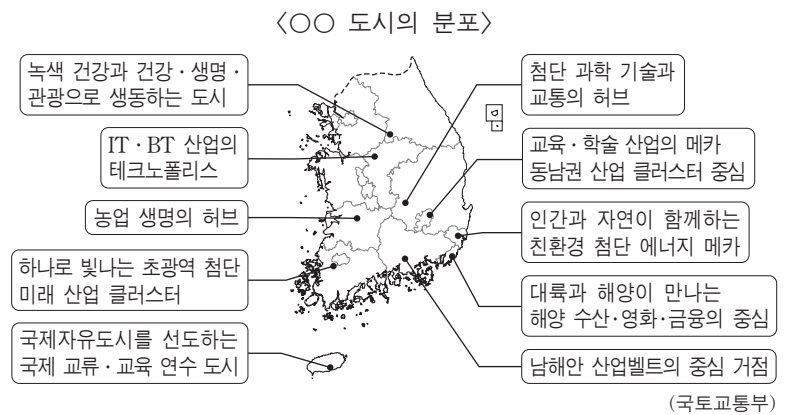 〈○○ 도시의 분포〉
녹색 건강과 건강·생명·
관광으로 생동하는 도시
IT·BT 산업의
테크노폴리스
농업 생명의 허브
하나로 빛나는 초광역 첨단
미래 산업 클러스터
국제자유도시를 선도하는
국제 교류·교육 연수 도시
첨단 과학 기술과
교통의 허브
교육·학술 산업의 메카
동남권 산업 클러스터 중심
인간과 자연이 함께하는
친환경 첨단 에너지 메카
대륙과 해양이 만나는
해양 수산·영화·금융의 중심
남해안 산업벨트의 중심 거점
(국토교통부)